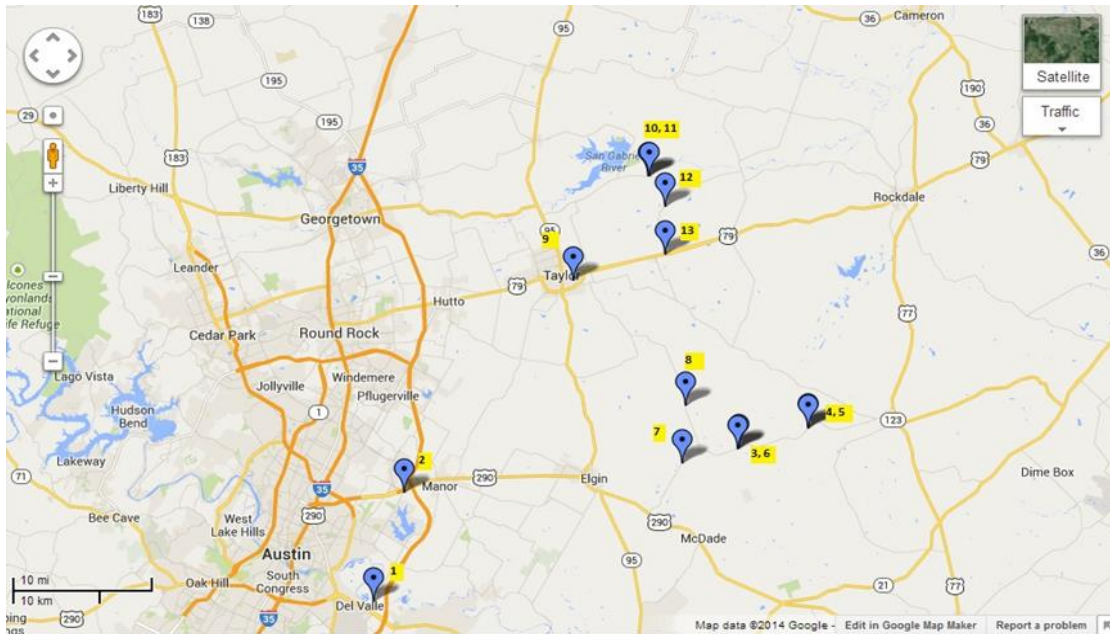 183
138
195
95
Cameron
Satellite
Traffic
190
36
29
183
195
35
10, 11
San Gabriel
River
79
Liberty Hill
12
Rockdale
Georgetown
95
9
13
79
36
Leander
Taylor
79
Hutto
77
Cedar Park
Round Rock
Lago Vista
Jollyville
Windemere
Pflugerville
8
Hudson
Bend
1
4, 5
123
7
3, 6
Lakeway
2
71
35
290
Manor
290
Elgin
Dime Box
Bee Cave
West
Lake Hills
290
McDade
Austin
95
10 mi
10 km
Oak Hill
South
Congress
1
Del Valle
21
77
290
35
Map data ©2014 Google -
Edit in Google Map Maker
Report a problem